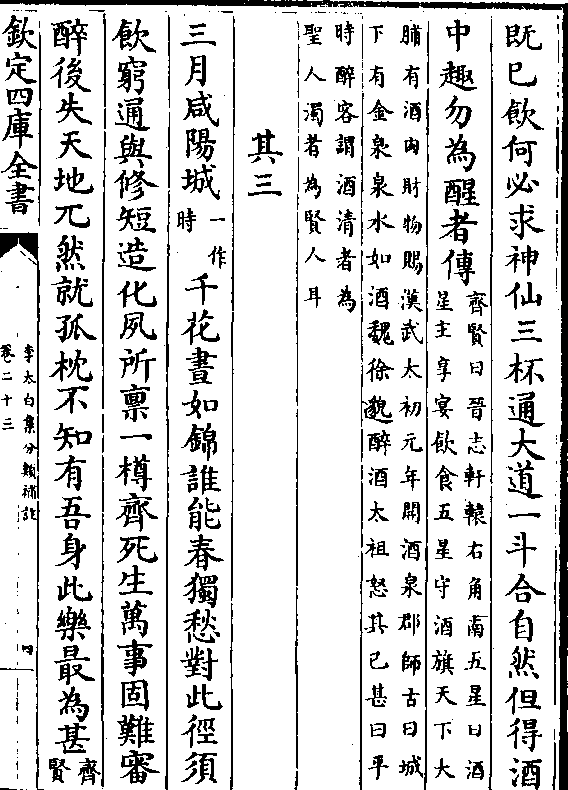 既已飲何必求神仙三杯通大道一斗合自然但得酒
中趣勿為醒者傳
齊賢曰晉志軒轅右角南五星曰酒
星主享宴飲食五星守酒旗天下大
脯有酒肉財物賜漢武太初元年開酒泉郡師古曰城
下有金泉泉水如酒魏徐邈醉酒太祖怒其已甚曰平
時醉客謂酒清者為
聖人濁者為賢人耳
其三
三月咸陽城
一作
時
千花晝如錦誰能春獨愁對此徑須
飲窮通與修短造化夙所稟一樽齊死生萬事固難審
醉後失天地兀然就孤枕不知有吾身此樂最為甚
齊
賢
欽定四庫全書
李太白集分類補註
卷二十三
四